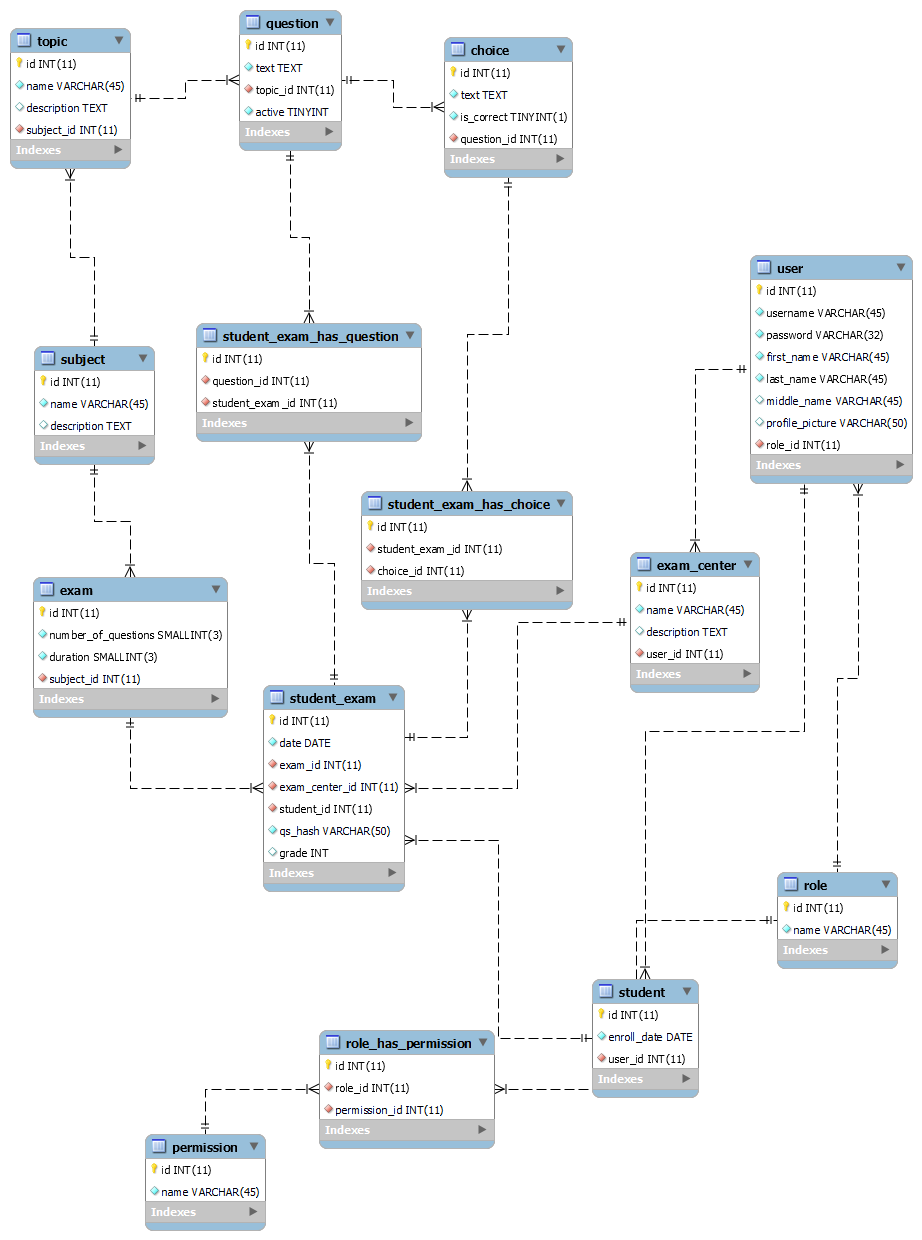 topic
id INT(11)
name VARCHAR(45)
description TEXT
subject_id INT(11)
Indexes
question
id INT(11)
text TEXT
topic_id INT(11)
active TINYINT
Indexes
choice
id INT(11)
text TEXT
is_correct TINYINT(1)
question_id INT(11)
Indexes
user
id INT(11)
username VARCHAR(45)
password VARCHAR(32)
first_name VARCHAR(45)
last_name VARCHAR(45)
middle_name VARCHAR(45)
profile_picture VARCHAR(50)
role_id INT(11)
Indexes
student_exam_has_question
id INT(11)
question_id INT(11)
student_exam_id INT(11)
Indexes
subject
id INT(11)
name VARCHAR(45)
description TEXT
Indexes
student_exam_has_choice
id INT(11)
student_exam_id INT(11)
choice_id INT(11)
Indexes
exam_center
id INT(11)
name VARCHAR(45)
description TEXT
user_id INT(11)
Indexes
exam
id INT(11)
number_of_questions SMALLINT(3)
duration SMALLINT(3)
subject_id INT(11)
Indexes
student_exam
id INT(11)
date DATE
exam_id INT(11)
exam_center_id INT(11)
student_id INT(11)
qs_hash VARCHAR(50)
grade INT
Indexes
role
id INT(11)
name VARCHAR(45)
Indexes
student
id INT(11)
enroll_date DATE
user_id INT(11)
Indexes
role_has_permission
id INT(11)
role_id INT(11)
permission_id INT(11)
Indexes
permission
id INT(11)
name VARCHAR(45)
Indexes